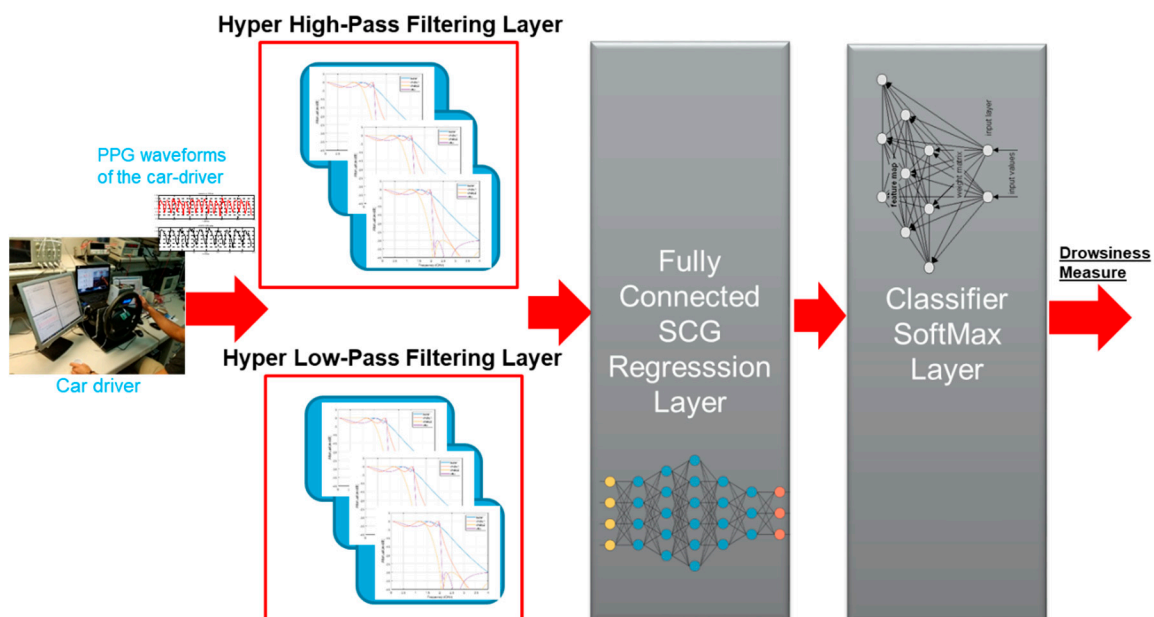 Hyper High-Pass Filtering Layer
PPG waveforms
of the car-driver
Car driver
Hyper Low-Pass Filtering Layer
Fully
Connected
SCG
Regresssion
Layer
input layer
input values
weight matrix
feature map
Classifier
SoftMax
Layer
Drowsiness
Measure